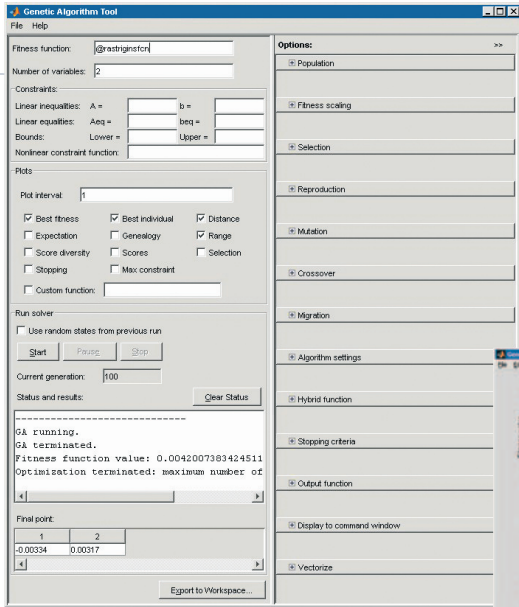 Genetic Algorithm Tool
File Help
Fitness function: @rastriginsfcn
Number of variables: 2
Constraints:
Linear inequalities: A = b =
Linear equalities: Aeq = beq =
Bounds: Lower = Upper =
Nonlinear constraint function:
Plots
Plot interval: 1
Best fitness Best individual Distance
Expectation Genealogy Range
Score diversity Scores Selection
Stopping Max constraint
Custom function:
Run solver
Use random states from previous run
Start Pause Stop
Current generation: 100
Status and results: Clear Status
------------------------------
GA running.
GA terminated.
Fitness function value: 0.0042007383424511
Optimization terminated: maximum number of
Final point:
1 2
-0.00334 0.00317
Export to Workspace...
Options: >>
Population
Fitness scaling
Selection
Reproduction
Mutation
Crossover
Migration
Algorithm settings
Hybrid function
Stopping criteria
Output function
Display to command window
Vectorize